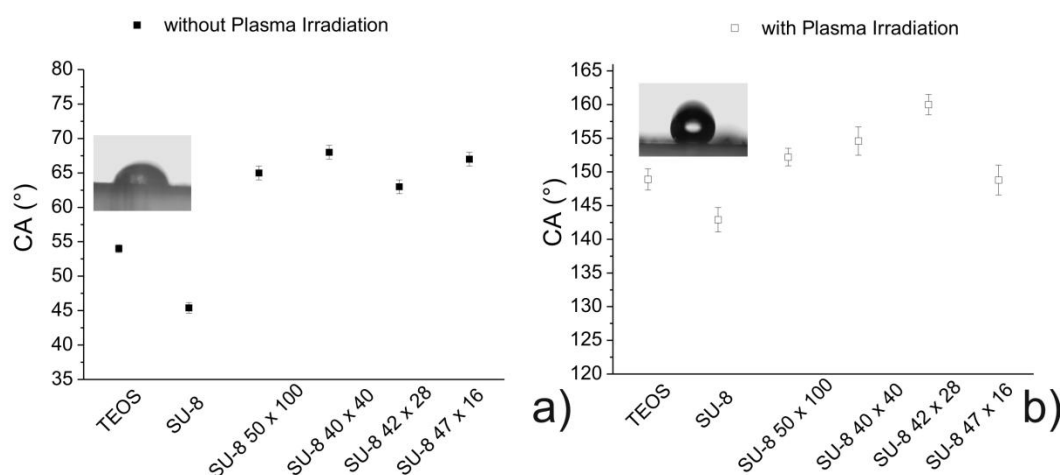 without Plasma Irradiation
80
75
70
65
60
55
50
45
40
35
CA (°)
TEOS
SU-8
SU-8 50 x 100
SU-8 40 x 40
SU-8 42 x 28
SU-8 47 x 16
a)
with Plasma Irradiation
165
160
155
150
145
140
135
130
125
120
CA (°)
TEOS
SU-8
SU-8 50 x 100
SU-8 40 x 40
SU-8 42 x 28
SU-8 47 x 16
b)